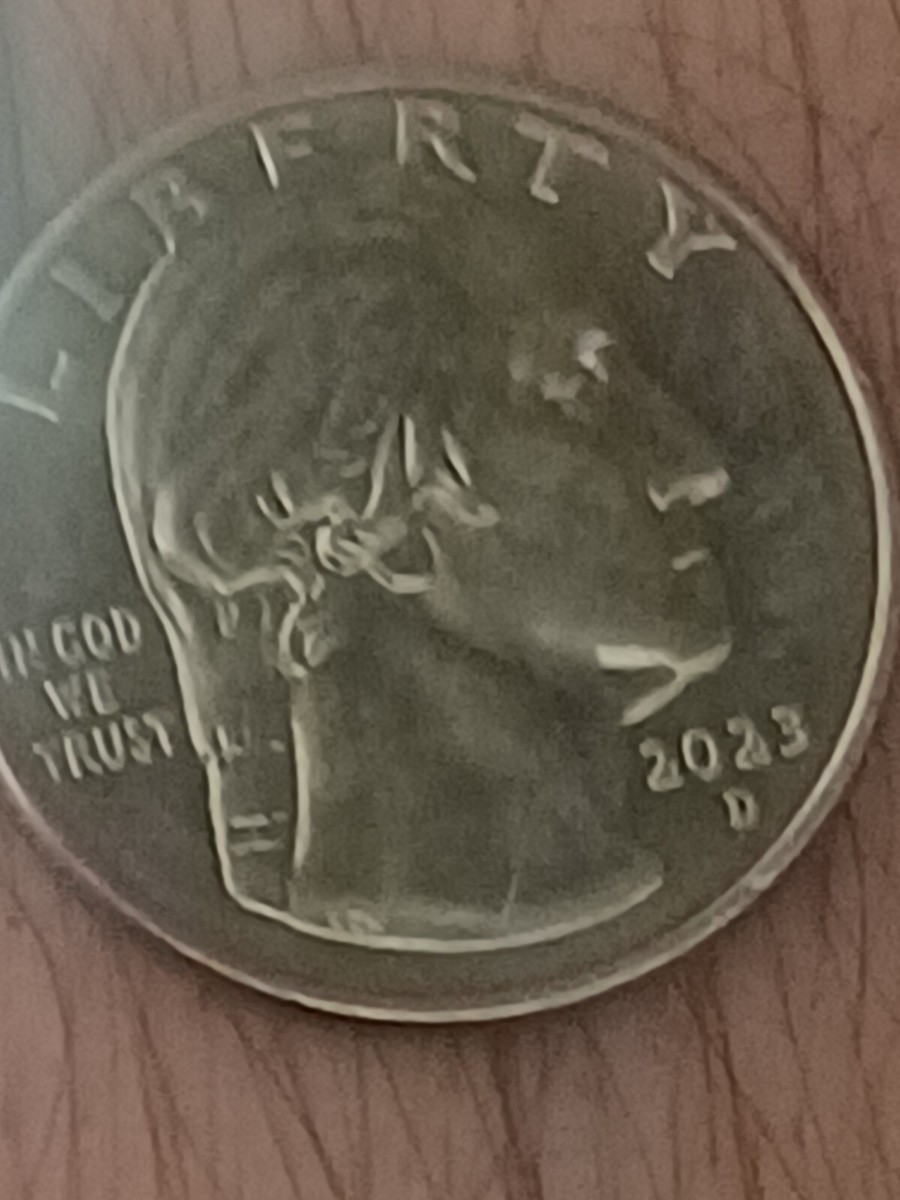 LIBERTY
IN GOD
WE
TRUST
2023
D